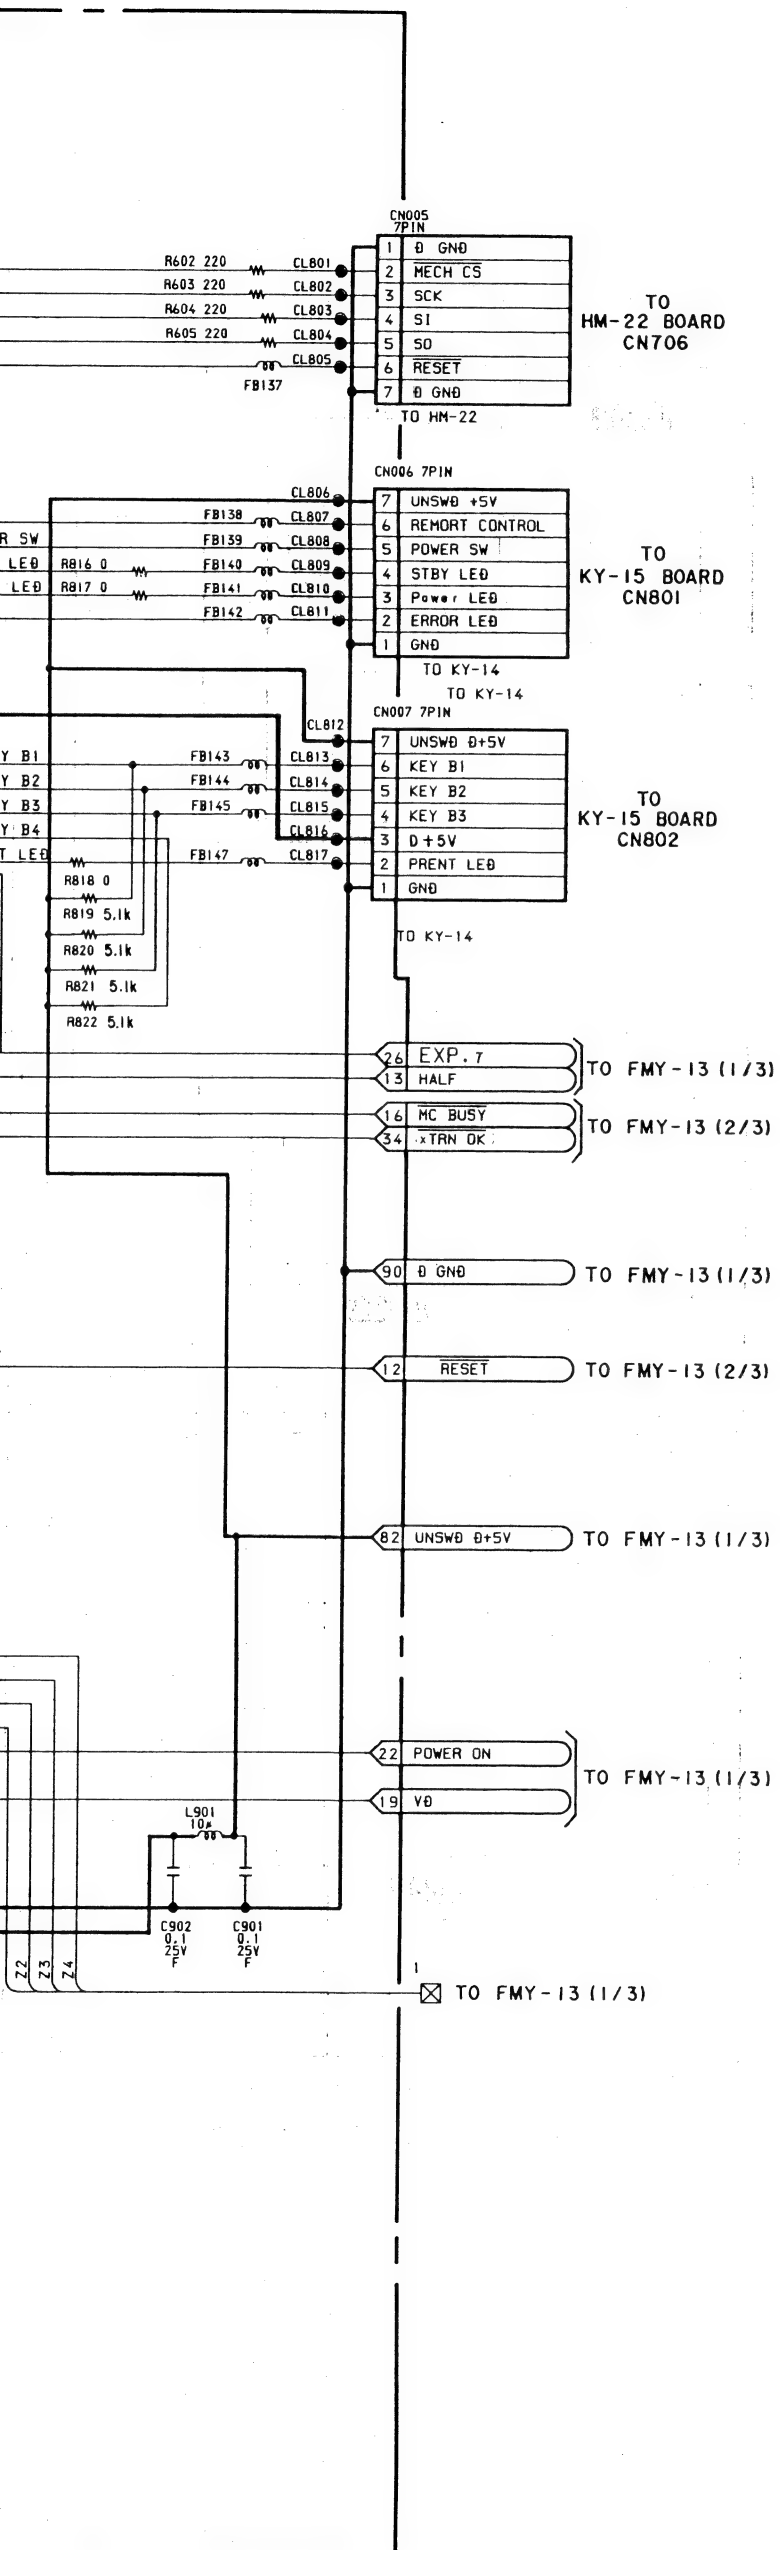 CN005
7PIN
1 D GND
R602 220 CL801 2 MECH CS
R603 220 CL802 3 SCK
R604 220 CL803 4 SI
R605 220 CL804 5 SO
CL805 6 RESET
FB137
7 D GND
TO
HM-22 BOARD
CN706
TO HM-22
CN006 7PIN
CL806 7 UNSWD +5V
FB138 CL807 6 REMORT CONTROL
R SW FB139 CL808 5 POWER SW
LED R816 0 FB140 CL809 4 STBY LED
LED R817 0 FB141 CL810 3 Power LED
FB142 CL811 2 ERROR LED
1 GND
TO
KY-15 BOARD
CN801
TO KY-14
TO KY-14
CN007 7PIN
CL812 7 UNSWD D+5V
Y B1 FB143 CL813 6 KEY B1
Y B2 FB144 CL814 5 KEY B2
Y B3 FB145 CL815 4 KEY B3
Y B4 CL816 3 D+5V
T LED FB147 CL817 2 PRENT LED
R818 0
1 GND
TO
KY-15 BOARD
CN802
R819 5.1k
R820 5.1k
R821 5.1k
R822 5.1k
TO KY-14
26 EXP. 7
13 HALF
TO FMY-13 (1/3)
16 MC BUSY
34 xTRN OK
TO FMY-13 (2/3)
90 D GND TO FMY-13 (1/3)
12 RESET TO FMY-13 (2/3)
82 UNSWD D+5V TO FMY-13 (1/3)
22 POWER ON
19 VD
TO FMY-13 (1/3)
L901
10μ
C902
0.1
25V
F
C901
0.1
25V
F
Z2
Z3
Z4
1
TO FMY-13 (1/3)